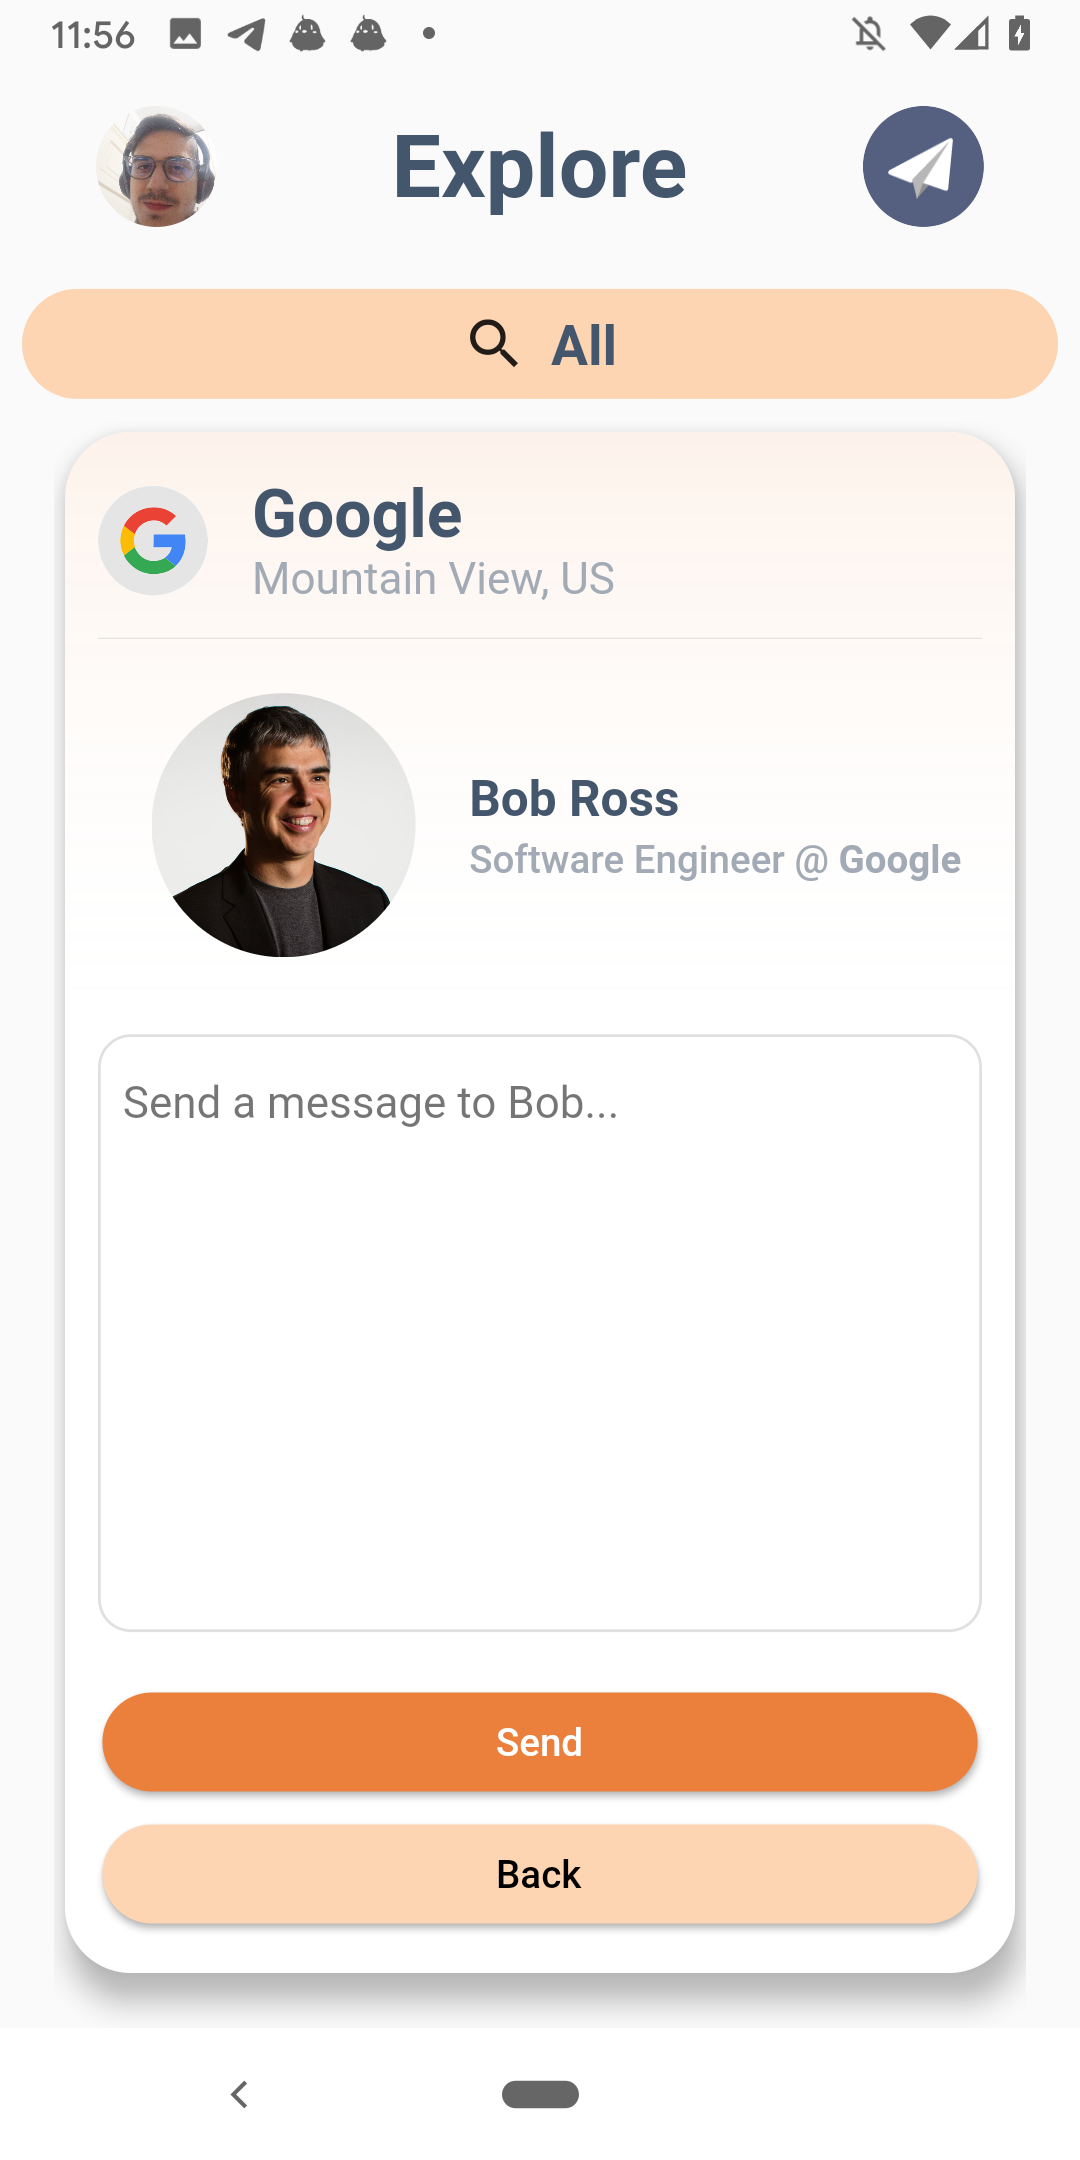 11:56
Explore
All
Google
Mountain View, US
Bob Ross
Software Engineer @ Google
Send a message to Bob...
Send
Back